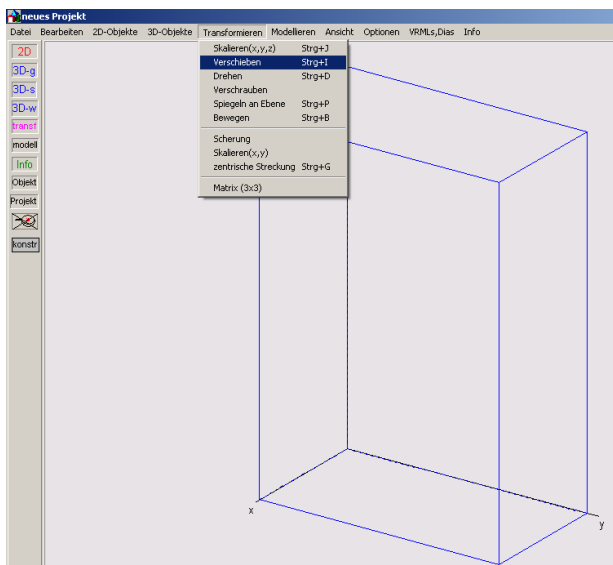 neues Projekt
Datei Bearbeiten 2D-Objekte 3D-Objekte Transformieren Modellieren Ansicht Optionen VRMLs,Dias Info
Skalieren(x,y,z) Strg+J
Verschieben Strg+I
Drehen Strg+D
Verschrauben
Spiegeln an Ebene Strg+P
Bewegen Strg+B
Scherung
Skalieren(x,y)
zentrische Streckung Strg+G
Matrix (3x3)
2D
3D-g
3D-s
3D-w
transf
modell
Info
Objekt
Projekt
konstr
x
y